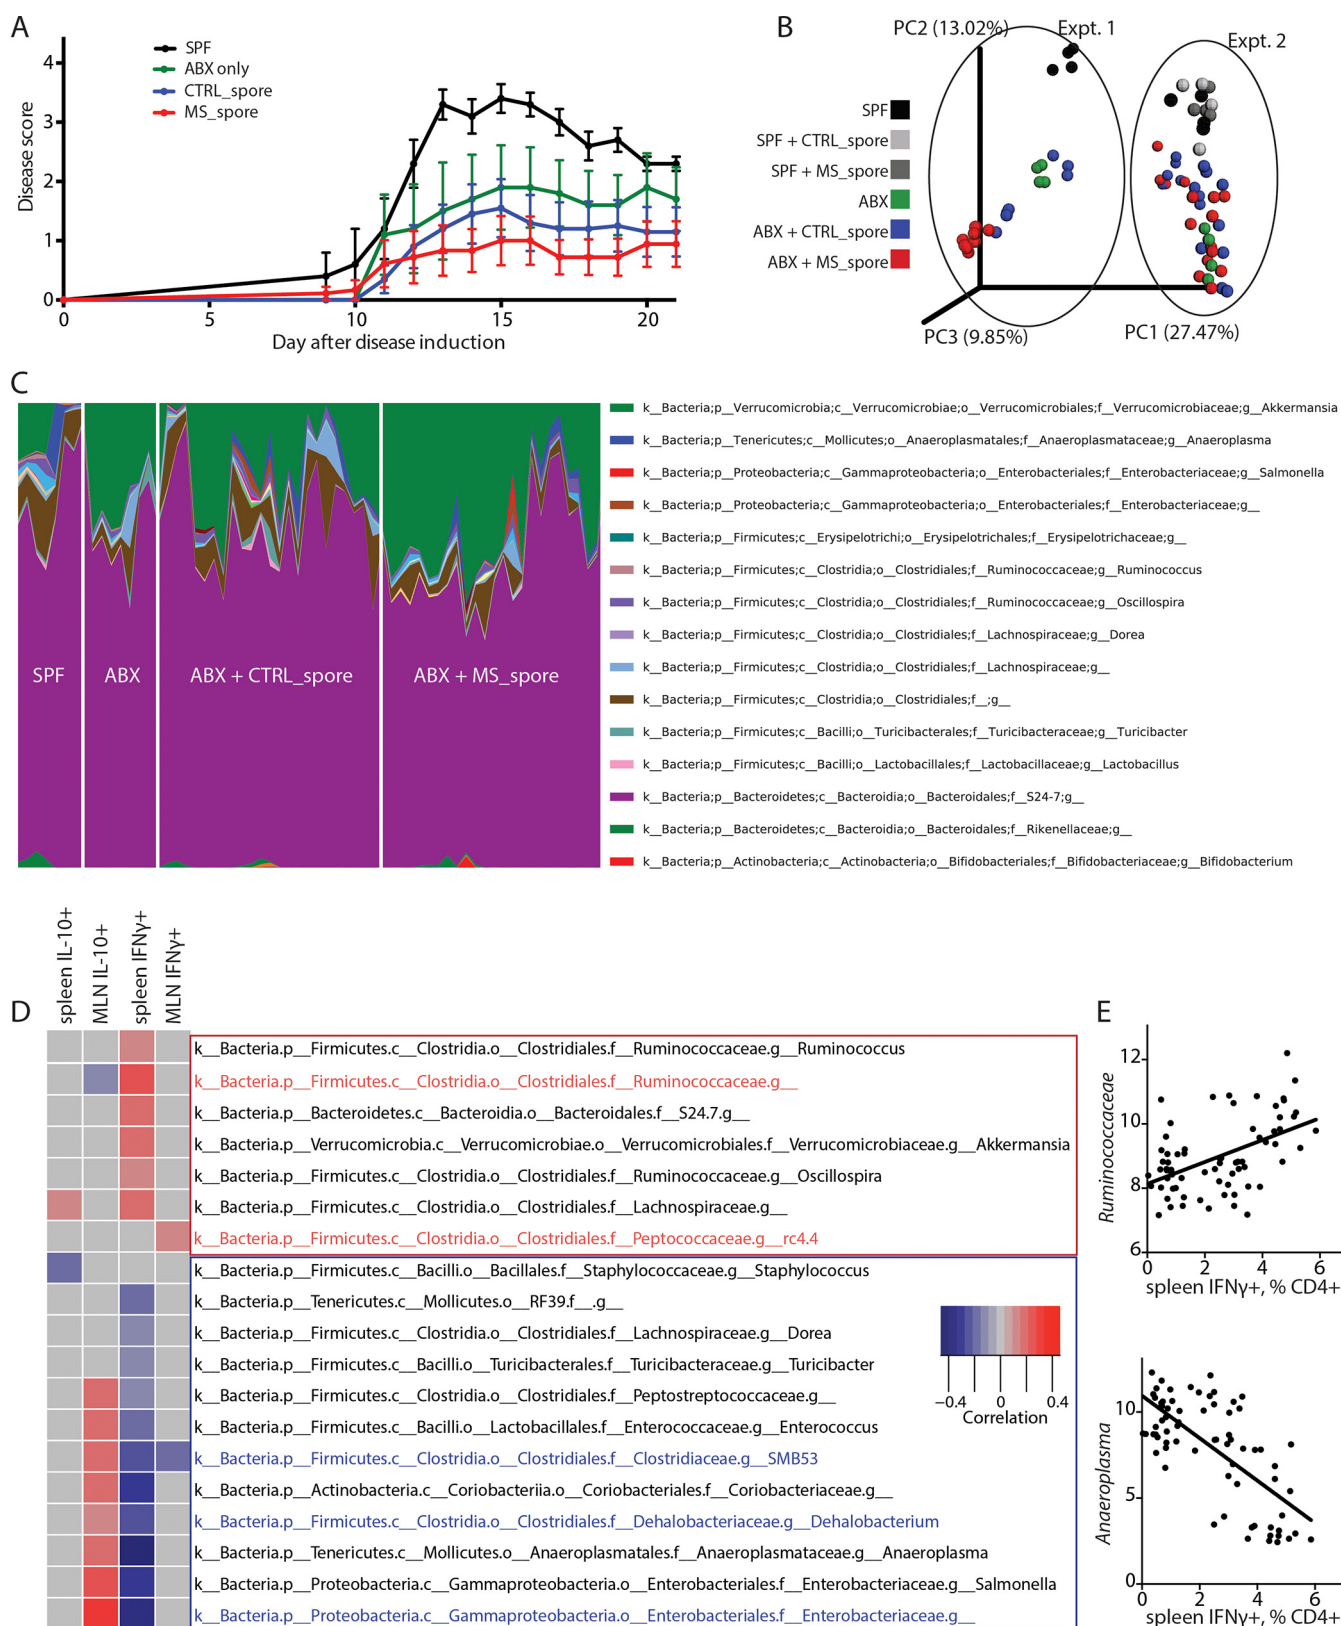 A
SPF
ABX only
CTRL_spore
MS_spore
Disease score
4
3
2
1
0
0
5
10
15
20
Day after disease induction
B
PC2 (13.02%)
Expt. 1
Expt. 2
SPF
SPF + CTRL_spore
SPF + MS_spore
ABX
ABX + CTRL_spore
ABX + MS_spore
PC3 (9.85%)
PC1 (27.47%)
C
SPF
ABX
ABX + CTRL_spore
ABX + MS_spore
k__Bacteria;p__Verrucomicrobia;c__Verrucomicrobiae;o__Verrucomicrobiales;f__Verrucomicrobiaceae;g__Akkermansia
k__Bacteria;p__Tenericutes;c__Mollicutes;o__Anaeroplasmatales;f__Anaeroplasmataceae;g__Anaeroplasma
k__Bacteria;p__Proteobacteria;c__Gammaproteobacteria;o__Enterobacteriales;f__Enterobacteriaceae;g__Salmonella
k__Bacteria;p__Proteobacteria;c__Gammaproteobacteria;o__Enterobacteriales;f__Enterobacteriaceae;g__
k__Bacteria;p__Firmicutes;c__Erysipelotrichi;o__Erysipelotrichales;f__Erysipelotrichaceae;g__
k__Bacteria;p__Firmicutes;c__Clostridia;o__Clostridiales;f__Ruminococcaceae;g__Ruminococcus
k__Bacteria;p__Firmicutes;c__Clostridia;o__Clostridiales;f__Ruminococcaceae;g__Oscillospira
k__Bacteria;p__Firmicutes;c__Clostridia;o__Clostridiales;f__Lachnospiraceae;g__Dorea
k__Bacteria;p__Firmicutes;c__Clostridia;o__Clostridiales;f__Lachnospiraceae;g__
k__Bacteria;p__Firmicutes;c__Clostridia;o__Clostridiales;f__;g__
k__Bacteria;p__Firmicutes;c__Bacilli;o__Turicibacterales;f__Turicibacteraceae;g__Turicibacter
k__Bacteria;p__Firmicutes;c__Bacilli;o__Lactobacillales;f__Lactobacillaceae;g__Lactobacillus
k__Bacteria;p__Bacteroidetes;c__Bacteroidia;o__Bacteroidales;f__S24-7;g__
k__Bacteria;p__Bacteroidetes;c__Bacteroidia;o__Bacteroidales;f__Rikenellaceae;g__
k__Bacteria;p__Actinobacteria;c__Actinobacteria;o__Bifidobacteriales;f__Bifidobacteriaceae;g__Bifidobacterium
D
spleen IL-10+
MLN IL-10+
spleen IFNγ+
MLN IFNγ+
k__Bacteria.p__Firmicutes.c__Clostridia.o__Clostridiales.f__Ruminococcaceae.g__Ruminococcus
k__Bacteria.p__Firmicutes.c__Clostridia.o__Clostridiales.f__Ruminococcaceae.g__
k__Bacteria.p__Bacteroidetes.c__Bacteroidia.o__Bacteroidales.f__S24.7.g__
k__Bacteria.p__Verrucomicrobia.c__Verrucomicrobiae.o__Verrucomicrobiales.f__Verrucomicrobiaceae.g__Akkermansia
k__Bacteria.p__Firmicutes.c__Clostridia.o__Clostridiales.f__Ruminococcaceae.g__Oscillospira
k__Bacteria.p__Firmicutes.c__Clostridia.o__Clostridiales.f__Lachnospiraceae.g__
k__Bacteria.p__Firmicutes.c__Clostridia.o__Clostridiales.f__Peptococcaceae.g__rc4.4
k__Bacteria.p__Firmicutes.c__Bacilli.o__Bacillales.f__Staphylococcaceae.g__Staphylococcus
k__Bacteria.p__Tenericutes.c__Mollicutes.o__RF39.f__.g__
k__Bacteria.p__Firmicutes.c__Clostridia.o__Clostridiales.f__Lachnospiraceae.g__Dorea
k__Bacteria.p__Firmicutes.c__Bacilli.o__Turicibacterales.f__Turicibacteraceae.g__Turicibacter
k__Bacteria.p__Firmicutes.c__Clostridia.o__Clostridiales.f__Peptostreptococcaceae.g__
k__Bacteria.p__Firmicutes.c__Bacilli.o__Lactobacillales.f__Enterococcaceae.g__Enterococcus
k__Bacteria.p__Firmicutes.c__Clostridia.o__Clostridiales.f__Clostridiaceae.g__SMB53
k__Bacteria.p__Actinobacteria.c__Coriobacteriia.o__Coriobacteriales.f__Coriobacteriaceae.g__
k__Bacteria.p__Firmicutes.c__Clostridia.o__Clostridiales.f__Dehalobacteriaceae.g__Dehalobacterium
k__Bacteria.p__Tenericutes.c__Mollicutes.o__Anaeroplasmatales.f__Anaeroplasmataceae.g__Anaeroplasma
k__Bacteria.p__Proteobacteria.c__Gammaproteobacteria.o__Enterobacteriales.f__Enterobacteriaceae.g__Salmonella
k__Bacteria.p__Proteobacteria.c__Gammaproteobacteria.o__Enterobacteriales.f__Enterobacteriaceae.g__
−0.4
0
0.4
Correlation
E
Ruminococcaceae
12
10
8
6
0
2
4
6
spleen IFNγ+, % CD4+
Anaeroplasma
10
5
0
0
2
4
6
spleen IFNγ+, % CD4+